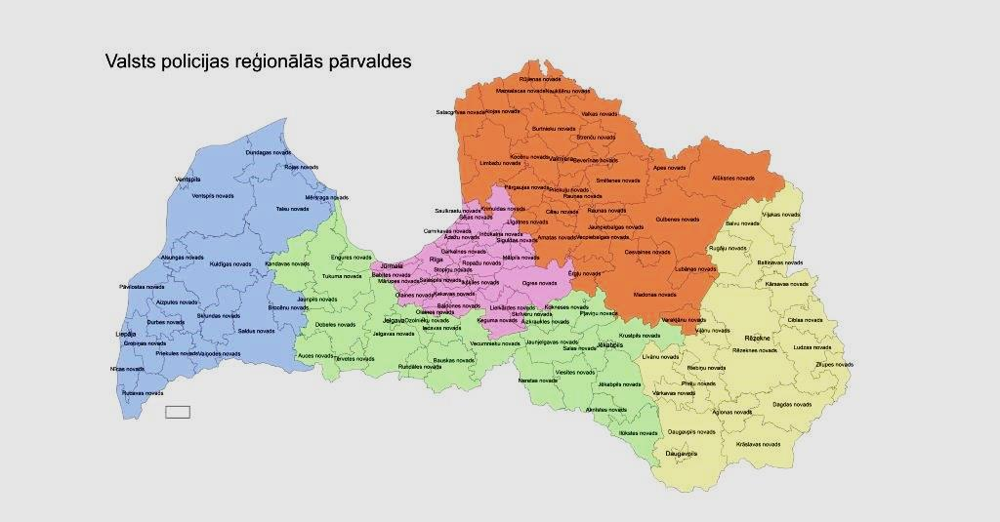 Valsts policijas reģionālās pārvaldes
Rūjienas novads
Mazsalacas novads
Naukšēnu novads
Salacgrīvas novads
Alojas novads
Valkas novads
Burtnieku novads
Strenču novads
Dundagas novads
Rojas novads
Kocēnu novads
Valmiera
Beverīnas novads
Limbažu novads
Apes novads
Alūksnes novads
Smiltenes novads
Ventspils
Ventspils novads
Pārgaujas novads
Priekuļu novads
Raunas novads
Mērsraga novads
Talsu novads
Saulkrastu novads
Krimuldas novads
Sējas novads
Cēsu novads
Raunas novads
Viļakas novads
Līgatnes novads
Gulbenes novads
Balvu novads
Jaunpiebalgas novads
Carnikavas novads
Inčukalna novads
Ādažu novads
Siguldas novads
Amatas novads
Vecpiebalgas novads
Rugāju novads
Garkalnes novads
Cesvaines novads
Alsungas novads
Engures novads
Mālpils novads
Rīga
Ropažu novads
Baltinavas novads
Kuldīgas novads
Kandavas novads
Jūrmala
Stopiņu novads
Lubānas novads
Babītes novads
Tukuma novads
Ērgļu novads
Mārupes novads
Salaspils novads
Ikšķiles novads
Ogres novads
Kārsavas novads
Pāvilostas novads
Olaines novads
Ķekavas novads
Madonas novads
Aizputes novads
Jaunpils novads
Baldones novads
Brocēnu novads
Lielvārdes novads
Kokneses novads
Olaines novads
Skrīveru novads
Pļaviņu novads
Skrundas novads
Durbes novads
Dobeles novads
Jelgava
Ozolnieku novads
Ķeguma novads
Aizkraukles novads
Varakļānu novads
Ciblas novads
Iecavas novads
Saldus novads
Jelgavas novads
Viļānu novads
Liepāja
Krustpils novads
Rēzekne
Grobiņas novads
Vecumnieku novads
Jaunjelgavas novads
Jēkabpils
Salas novads
Rēzeknes novads
Ludzas novads
Priekules novads
Vaiņodes novads
Auces novads
Tērvetes novads
Bauskas novads
Līvānu novads
Nīcas novads
Rundāles novads
Riebiņu novads
Zilupes novads
Viesītes novads
Neretas novads
Jēkabpils novads
Preiļu novads
Rucavas novads
Vārkavas novads
Dagdas novads
Aknīstes novads
Aglonas novads
Ilūkstes novads
Daugavpils novads
Krāslavas novads
Daugavpils